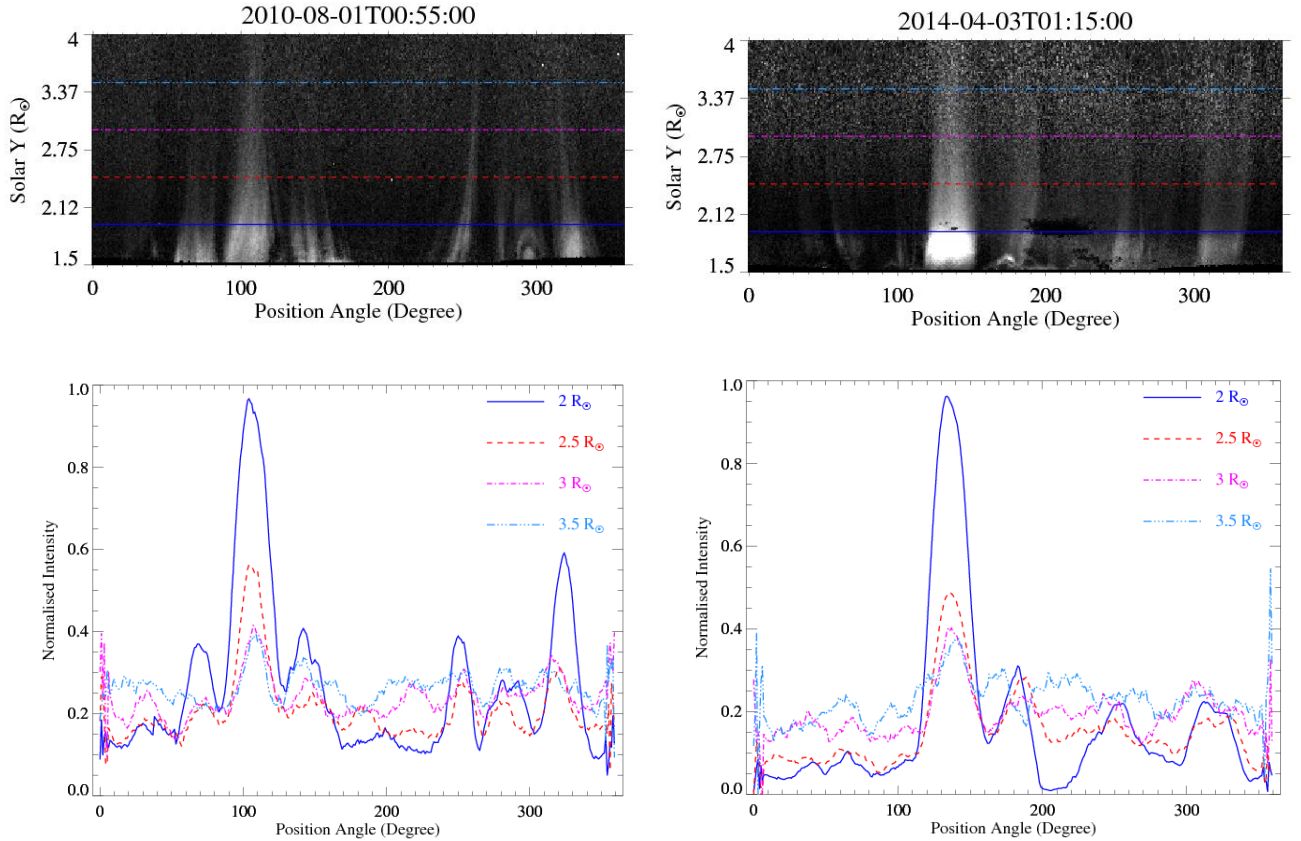 2010-08-01T00:55:00
4
3.37
2.75
2.12
1.5
Solar Y (R☉)
0 100 200 300
Position Angle (Degree)
2014-04-03T01:15:00
4
3.37
2.75
2.12
1.5
Solar Y (R☉)
0 100 200 300
Position Angle (Degree)
1.0
0.8
0.6
0.4
0.2
0.0
Normalised Intensity
2 R☉
2.5 R☉
3 R☉
3.5 R☉
0 100 200 300
Position Angle (Degree)
1.0
0.8
0.6
0.4
0.2
0.0
Normalised Intensity
2 R☉
2.5 R☉
3 R☉
3.5 R☉
0 100 200 300
Position Angle (Degree)